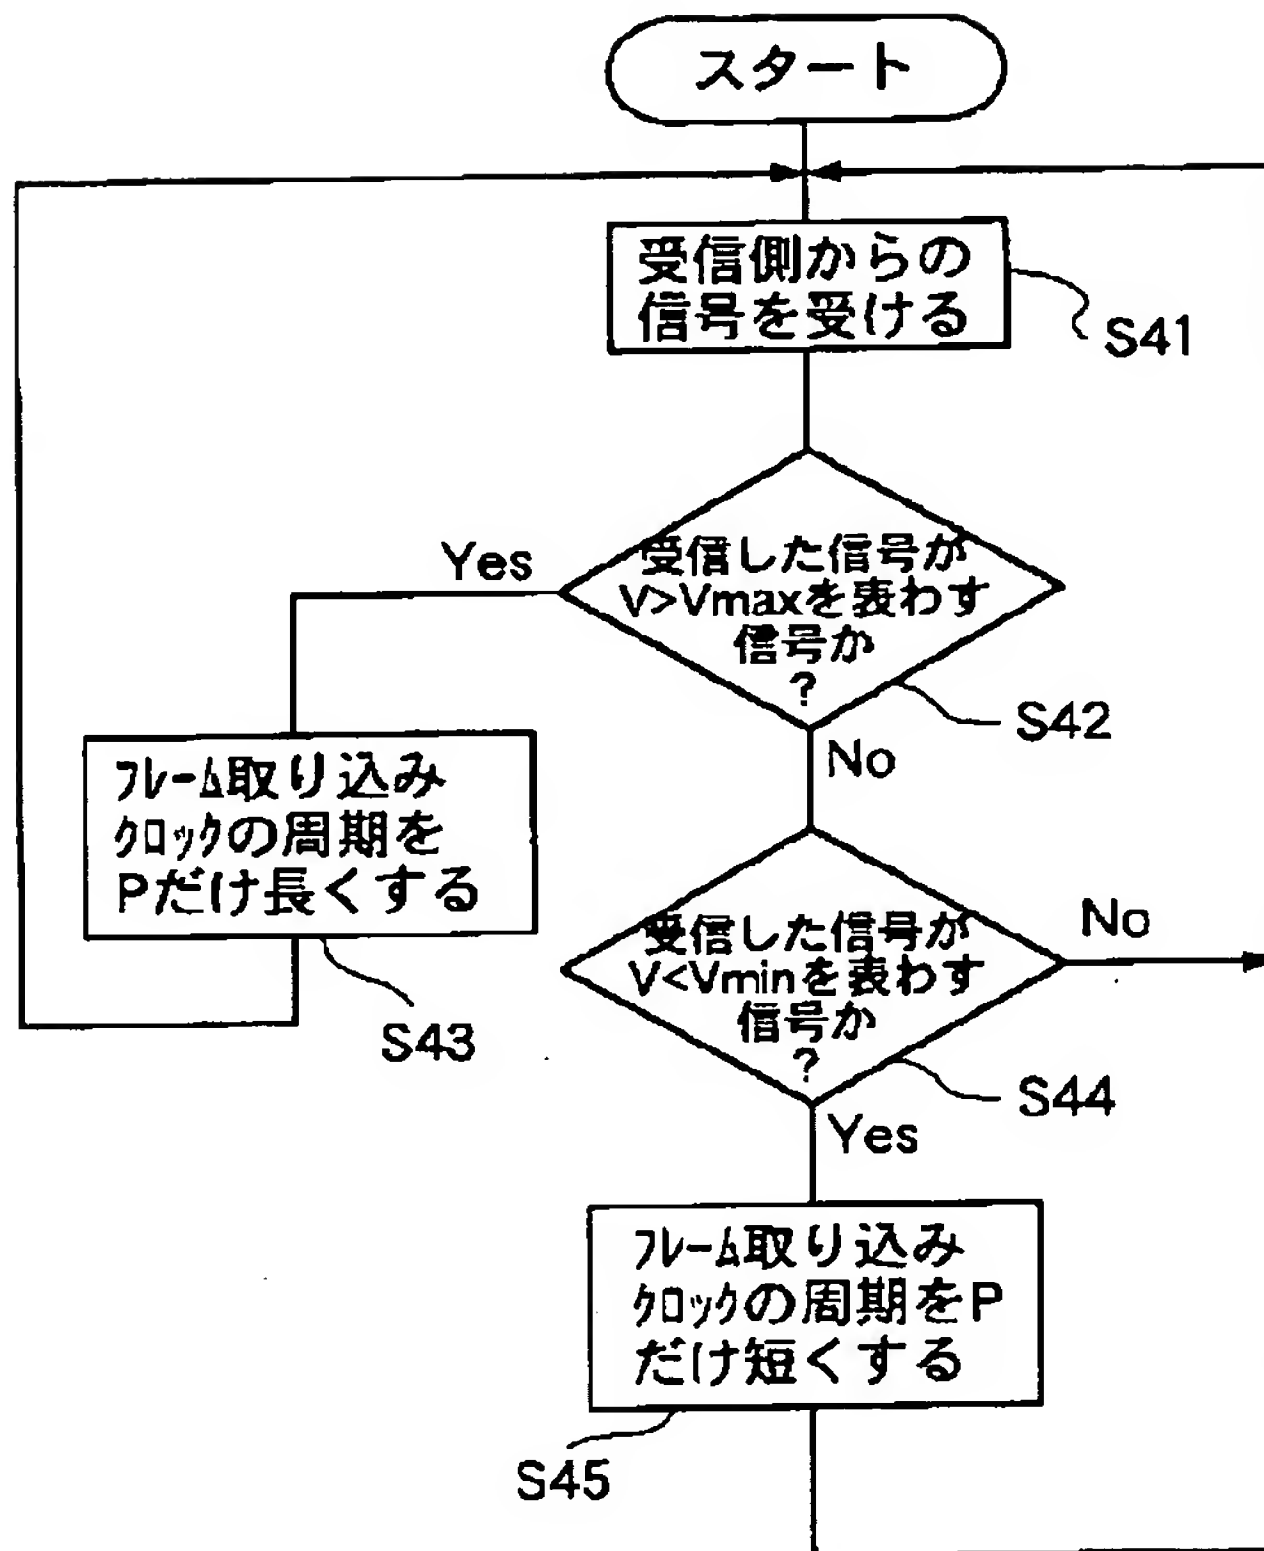 スタート
受信側からの
信号を受ける
S41
受信した信号が
V>Vmaxを表わす
信号か
?
Yes
S42
No
ﾌﾚｰﾑ取り込み
ｸﾛｯｸの周期を
Pだけ長くする
S43
受信した信号が
V<Vminを表わす
信号か
?
No
S44
Yes
ﾌﾚｰﾑ取り込み
ｸﾛｯｸの周期をP
だけ短くする
S45